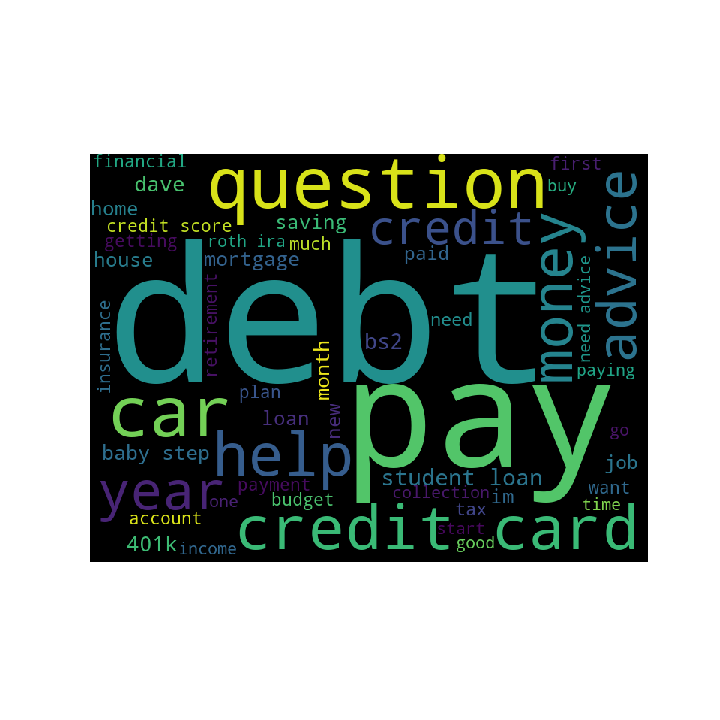 financial
question
first
dave
buy
advice
home
credit score
saving
credit
money
getting
roth ira
much
house
mortgage
paid
debt
insurance
retirement
need
need advice
bs2
month
paying
pay
plan
car
loan
new
go
help
baby step
student loan
job
year
payment
collection
im
want
one
budget
tax
time
account
credit card
start
401k
income
good